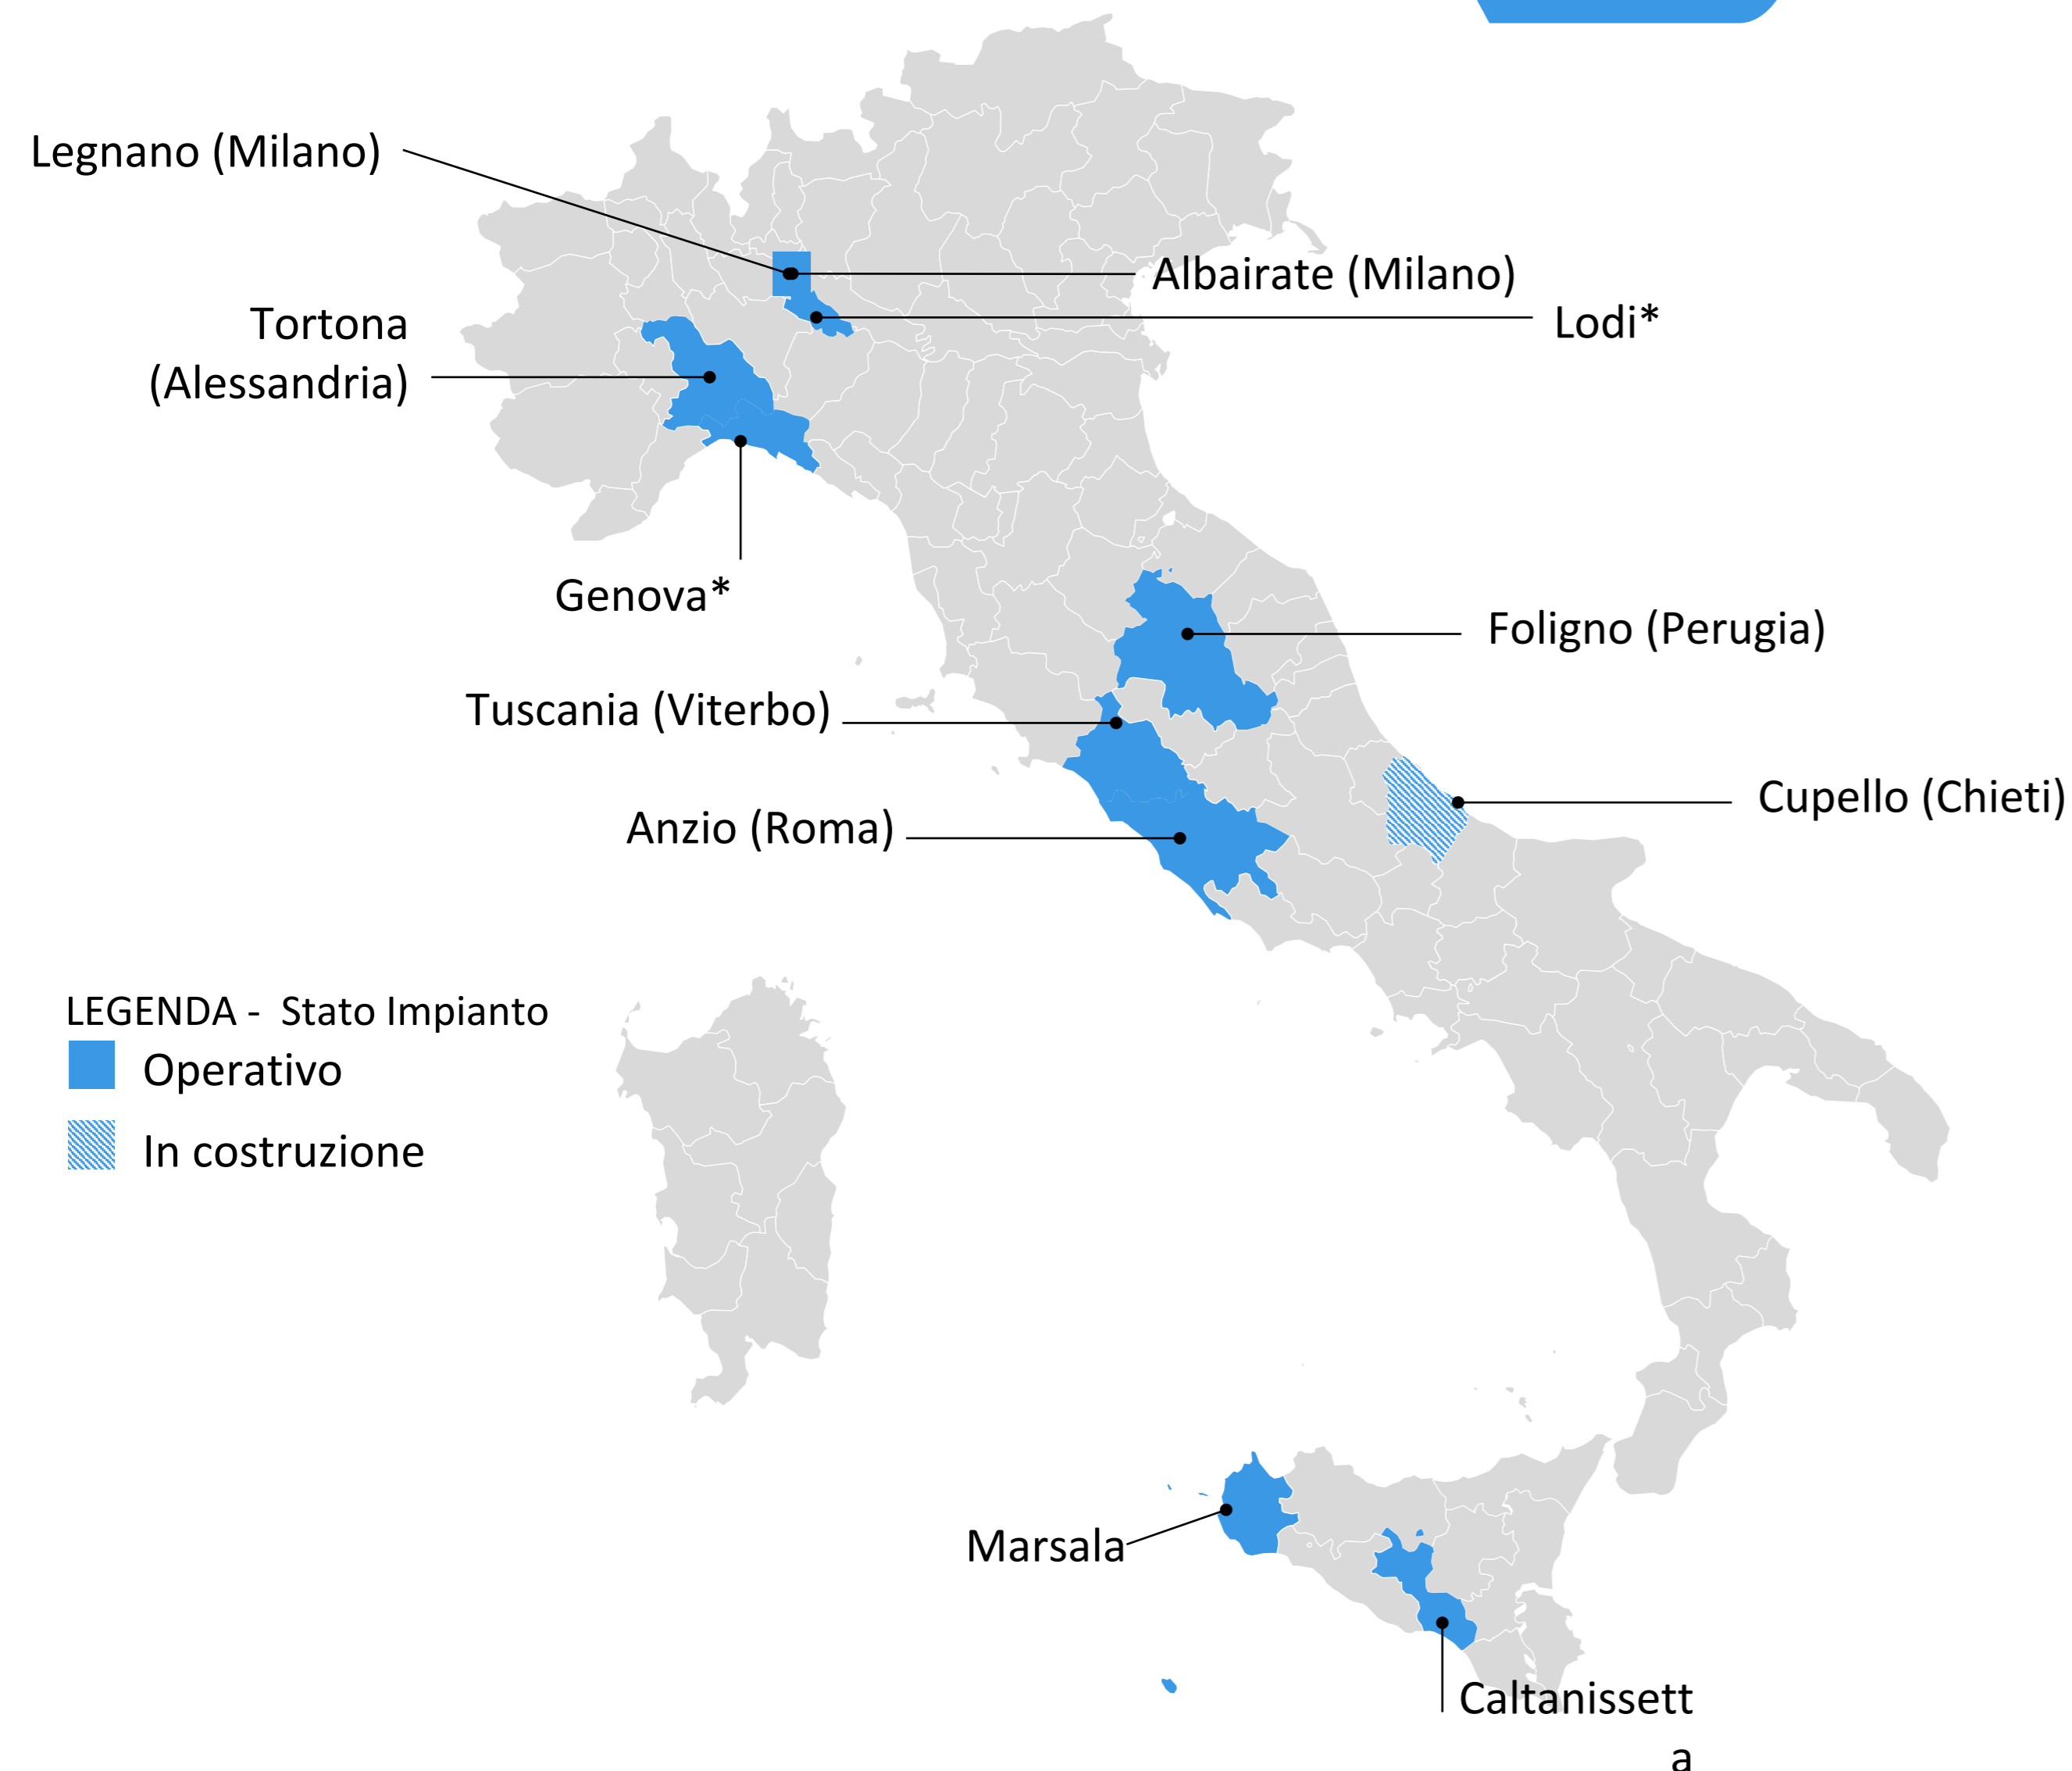 Legnano (Milano)
Albairate (Milano)
Lodi*
Tortona
(Alessandria)
Genova*
Foligno (Perugia)
Tuscania (Viterbo)
Cupello (Chieti)
Anzio (Roma)
LEGENDA - Stato Impianto
Operativo
In costruzione
Marsala
Caltanissett
a